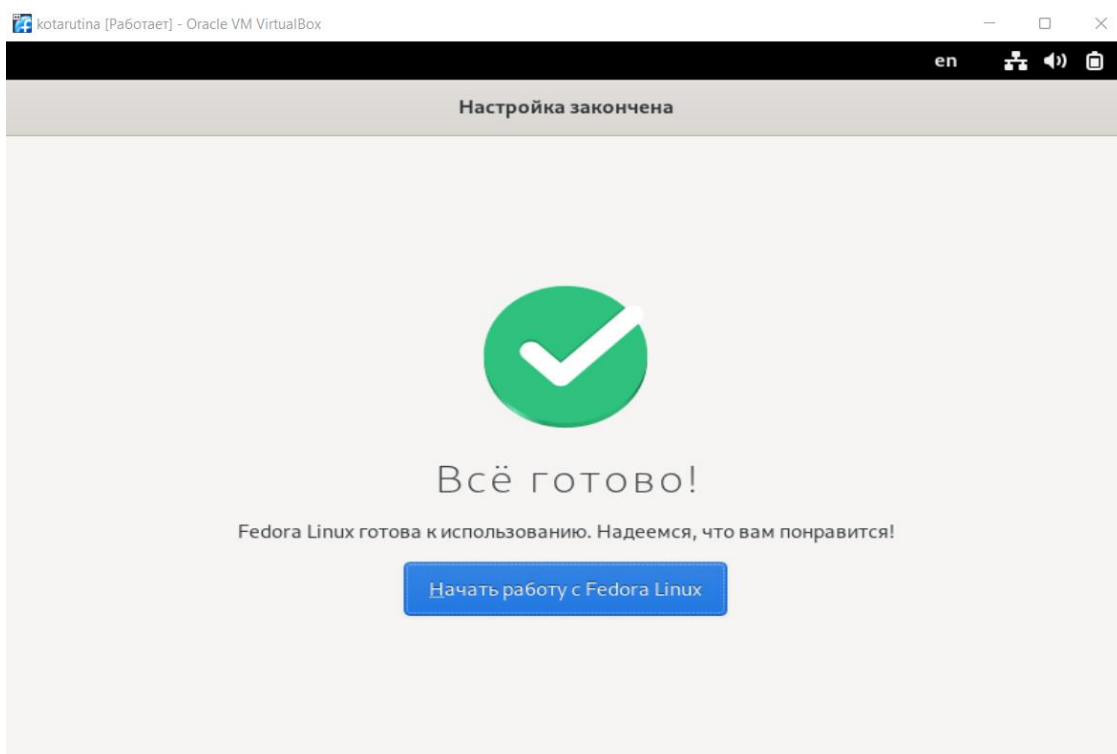 kotarutina [Работает] - Oracle VM VirtualBox
en
Настройка закончена
Всё готово!
Fedora Linux готова к использованию. Надеемся, что вам понравится!
Начать работу с Fedora Linux